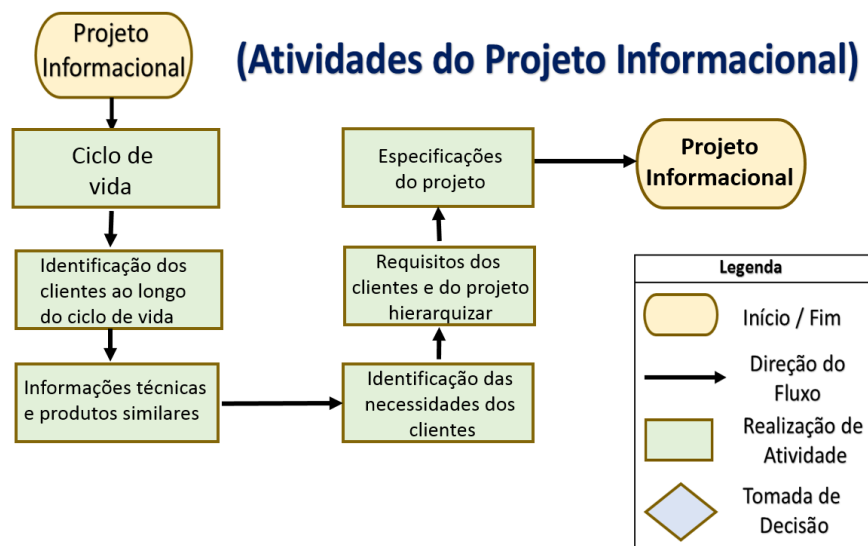 Projeto
Informacional
(Atividades do Projeto Informacional)
Ciclo de
vida
Identificação dos
clientes ao longo
do ciclo de vida
Informações técnicas
e produtos similares
Identificação das
necessidades dos
clientes
Requisitos dos
clientes e do projeto
hierarquizar
Especificações
do projeto
Projeto
Informacional
Legenda
Início / Fim
Direção do
Fluxo
Realização de
Atividade
Tomada de
Decisão